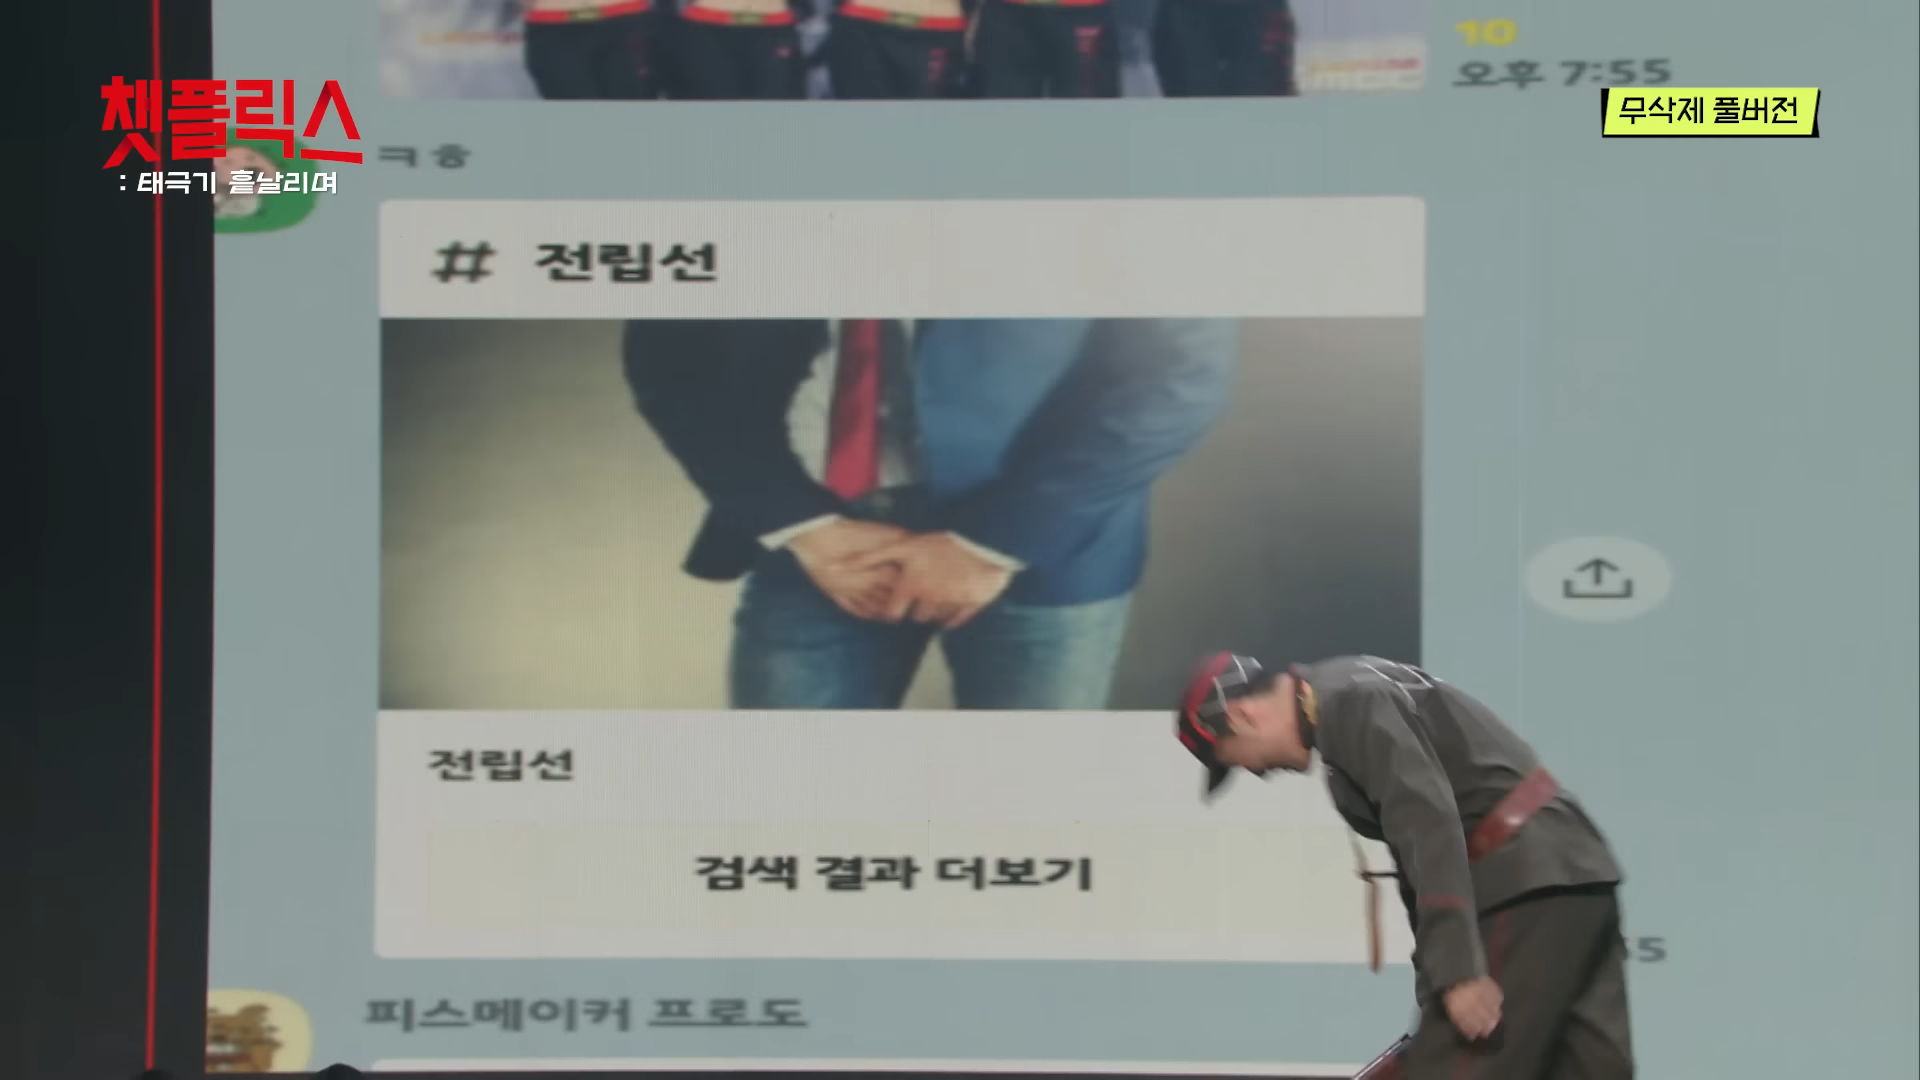 챗플릭스
: 태극기 흩날리며
10
오후 7:55
무삭제 풀버전
ㅋㅎ
# 전립선
전립선
검색 결과 더보기
55
피스메이커 프로도